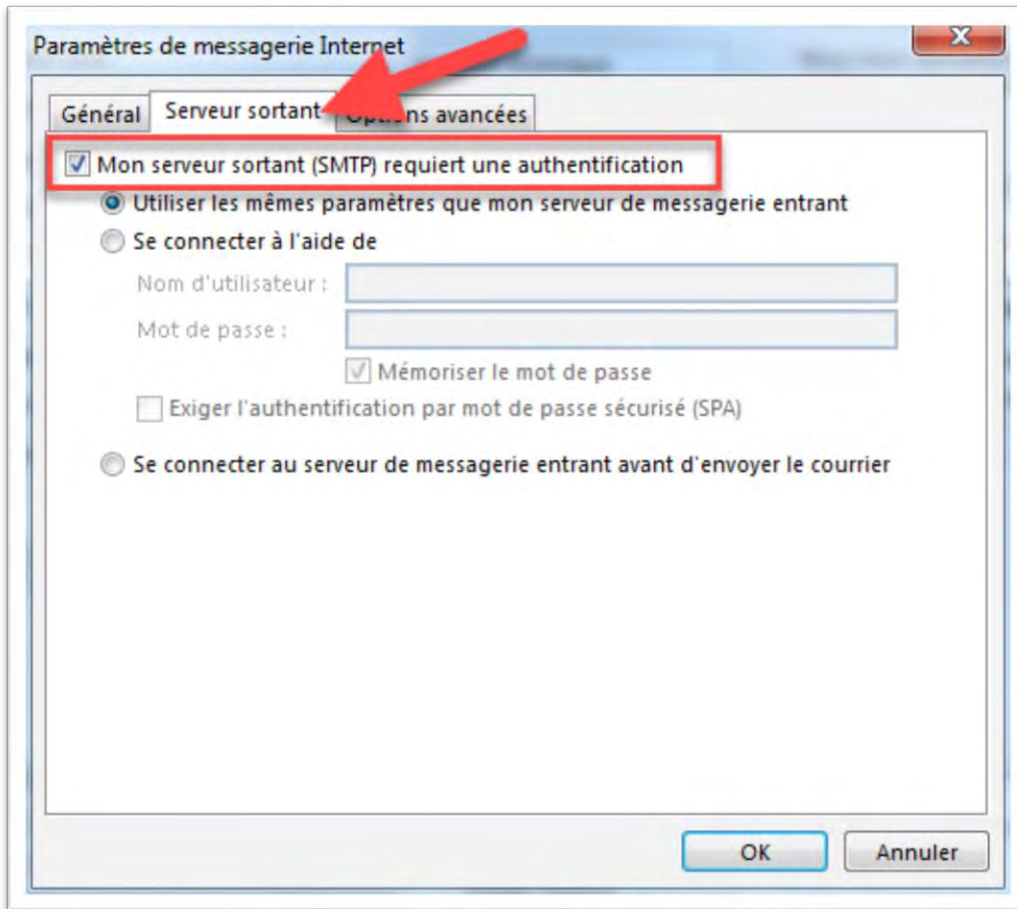 Paramètres de messagerie Internet
Général Serveur sortant Options avancées
Mon serveur sortant (SMTP) requiert une authentification
Utiliser les mêmes paramètres que mon serveur de messagerie entrant
Se connecter à l'aide de
Nom d'utilisateur :
Mot de passe :
Mémoriser le mot de passe
Exiger l'authentification par mot de passe sécurisé (SPA)
Se connecter au serveur de messagerie entrant avant d'envoyer le courrier
OK Annuler